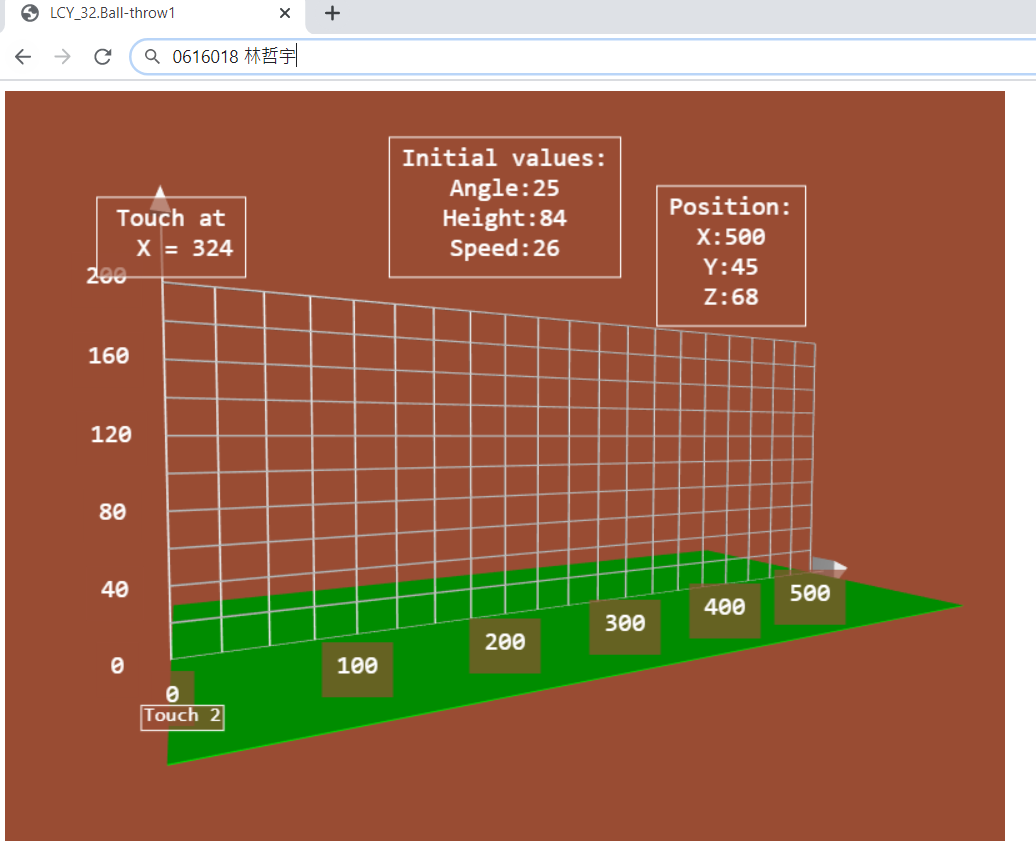 LCY_32.Ball-throw1
0616018 林哲宇
Initial values:
Angle:25
Height:84
Speed:26
Touch at
X = 324
Position:
X:500
Y:45
Z:68
200
160
120
80
40
0
0
100
200
300
400
500
Touch 2